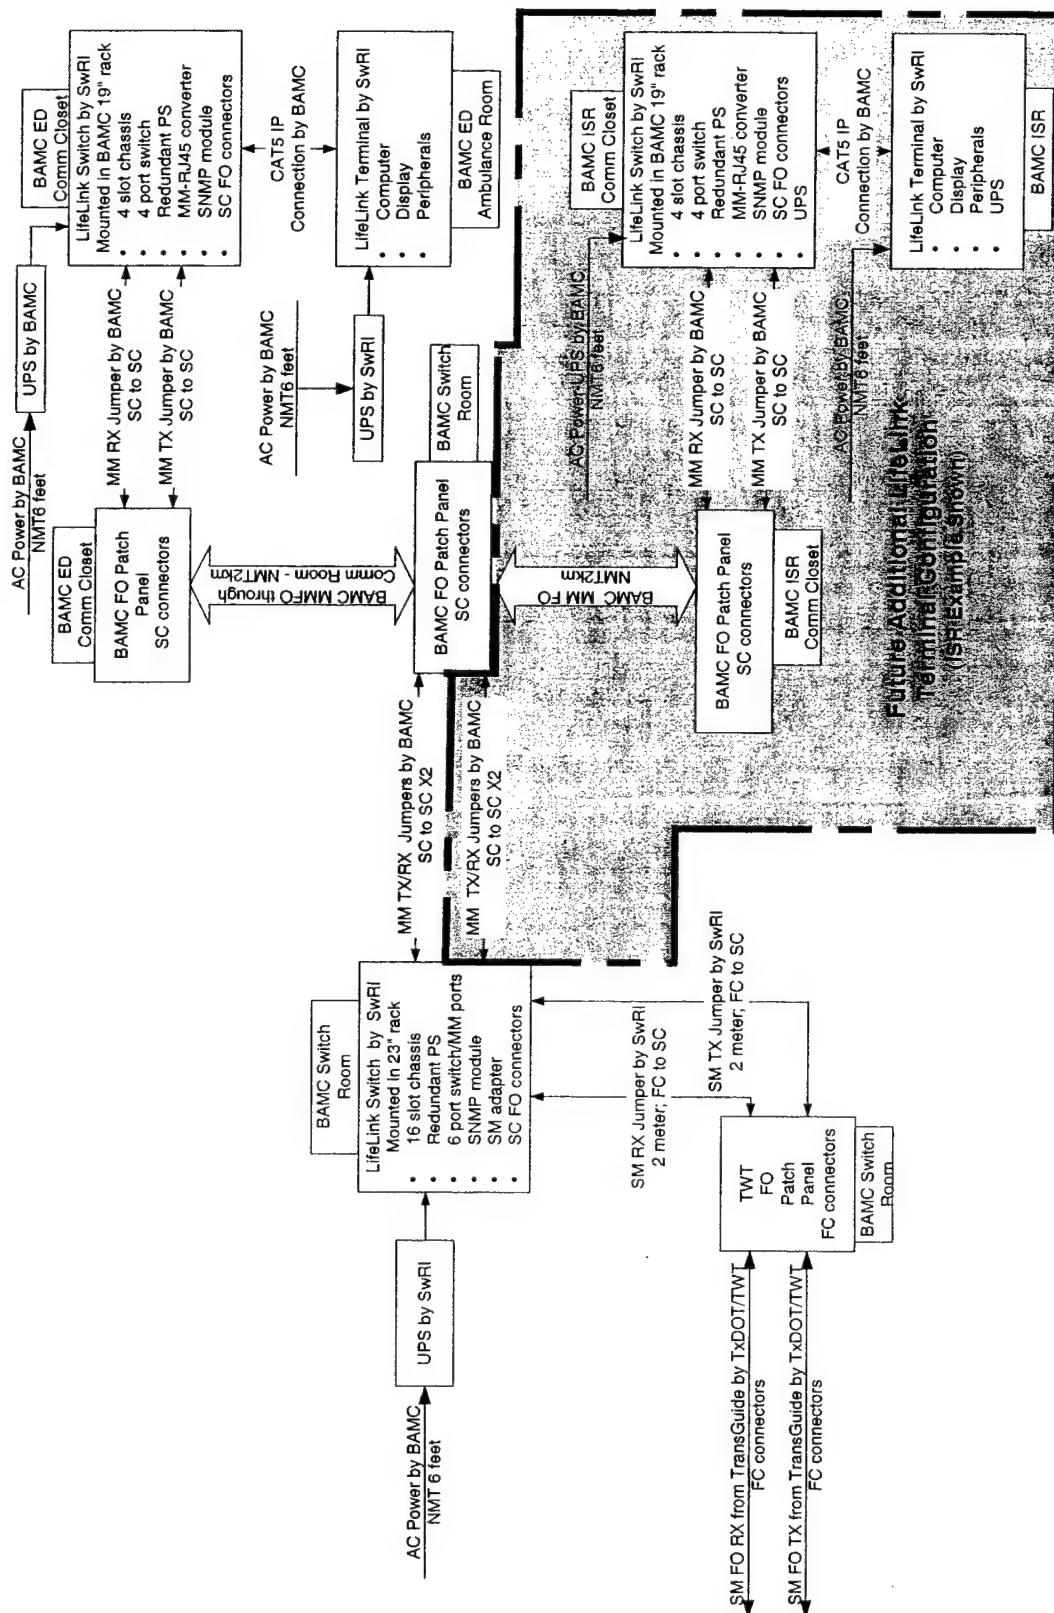 AC Power by BAMC
NMT 6 feet
UPS by SwRI
BAMC Switch
Room
LifeLink Switch by SwRI
Mounted in 23" rack
• 16 slot chassis
• Redundant PS
• 6 port switch/MM ports
• SNMP module
• SM adapter
• SC FO connectors
SM FO RX from TransGuide by TxDOT/TWT
FC connectors
SM FO TX from TransGuide by TxDOT/TWT
FC connectors
TWT
FO
Patch
Panel
FC connectors
BAMC Switch
Room
SM RX Jumper by SwRI
2 meter; FC to SC
SM TX Jumper by SwRI
2 meter; FC to SC
MM TX/RX Jumpers by BAMC
SC to SC X2
MM TX/RX Jumpers by BAMC
SC to SC X2
BAMC FO Patch Panel
SC connectors
BAMC Switch
Room
BAMC MMFO through
Comm Room - NMT2km
BAMC ED
Comm Closet
BAMC FO Patch
Panel
SC connectors
AC Power by BAMC
NMT6 feet
UPS by BAMC
MM RX Jumper by BAMC
SC to SC
MM TX Jumper by BAMC
SC to SC
BAMC ED
Comm Closet
LifeLink Switch by SwRI
Mounted in BAMC 19" rack
• 4 slot chassis
• 4 port switch
• Redundant PS
• MM-RJ45 converter
• SNMP module
• SC FO connectors
CAT5 IP
Connection by BAMC
AC Power by BAMC
NMT6 feet
UPS by SwRI
LifeLink Terminal by SwRI
• Computer
• Display
• Peripherals
BAMC ED
Ambulance Room
BAMC MM FO
NMT2km
BAMC FO Patch Panel
SC connectors
BAMC ISR
Comm Closet
AC Power/UPS by BAMC
NMT6 feet
MM RX Jumper by BAMC
SC to SC
MM TX Jumper by BAMC
SC to SC
BAMC ISR
Comm Closet
LifeLink Switch by SwRI
Mounted in BAMC 19" rack
• 4 slot chassis
• 4 port switch
• Redundant PS
• MM-RJ45 converter
• SNMP module
• SC FO connectors
• UPS
CAT5 IP
Connection by BAMC
AC Power by BAMC
NMT6 feet
LifeLink Terminal by SwRI
• Computer
• Display
• Peripherals
• UPS
BAMC ISR
Future Additional LifeLink
Terminal Configuration
(ISR Example Shown)